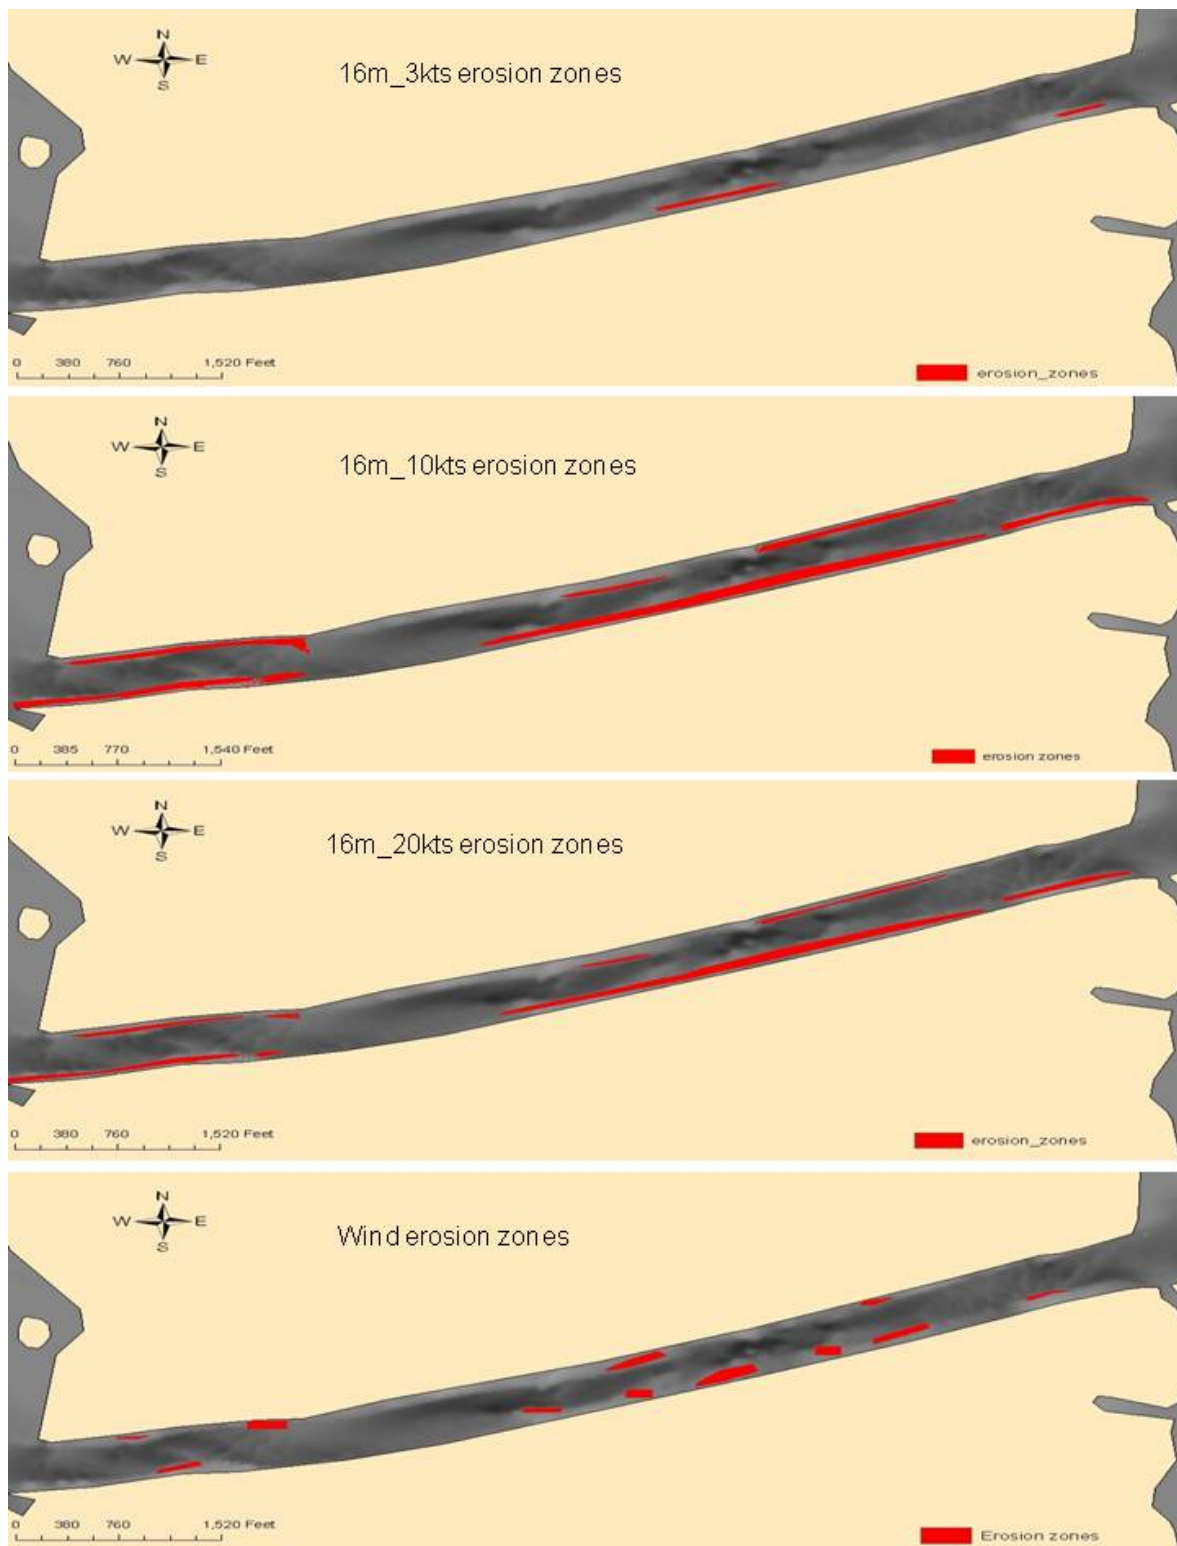 N
W E
S
16m_3kts erosion zones
0 380 760 1,520 Feet
erosion_zones
N
W E
S
16m_10kts erosion zones
0 385 770 1,540 Feet
erosion zones
N
W E
S
16m_20kts erosion zones
0 380 760 1,520 Feet
erosion_zones
N
W E
S
Wind erosion zones
0 380 760 1,520 Feet
Erosion zones